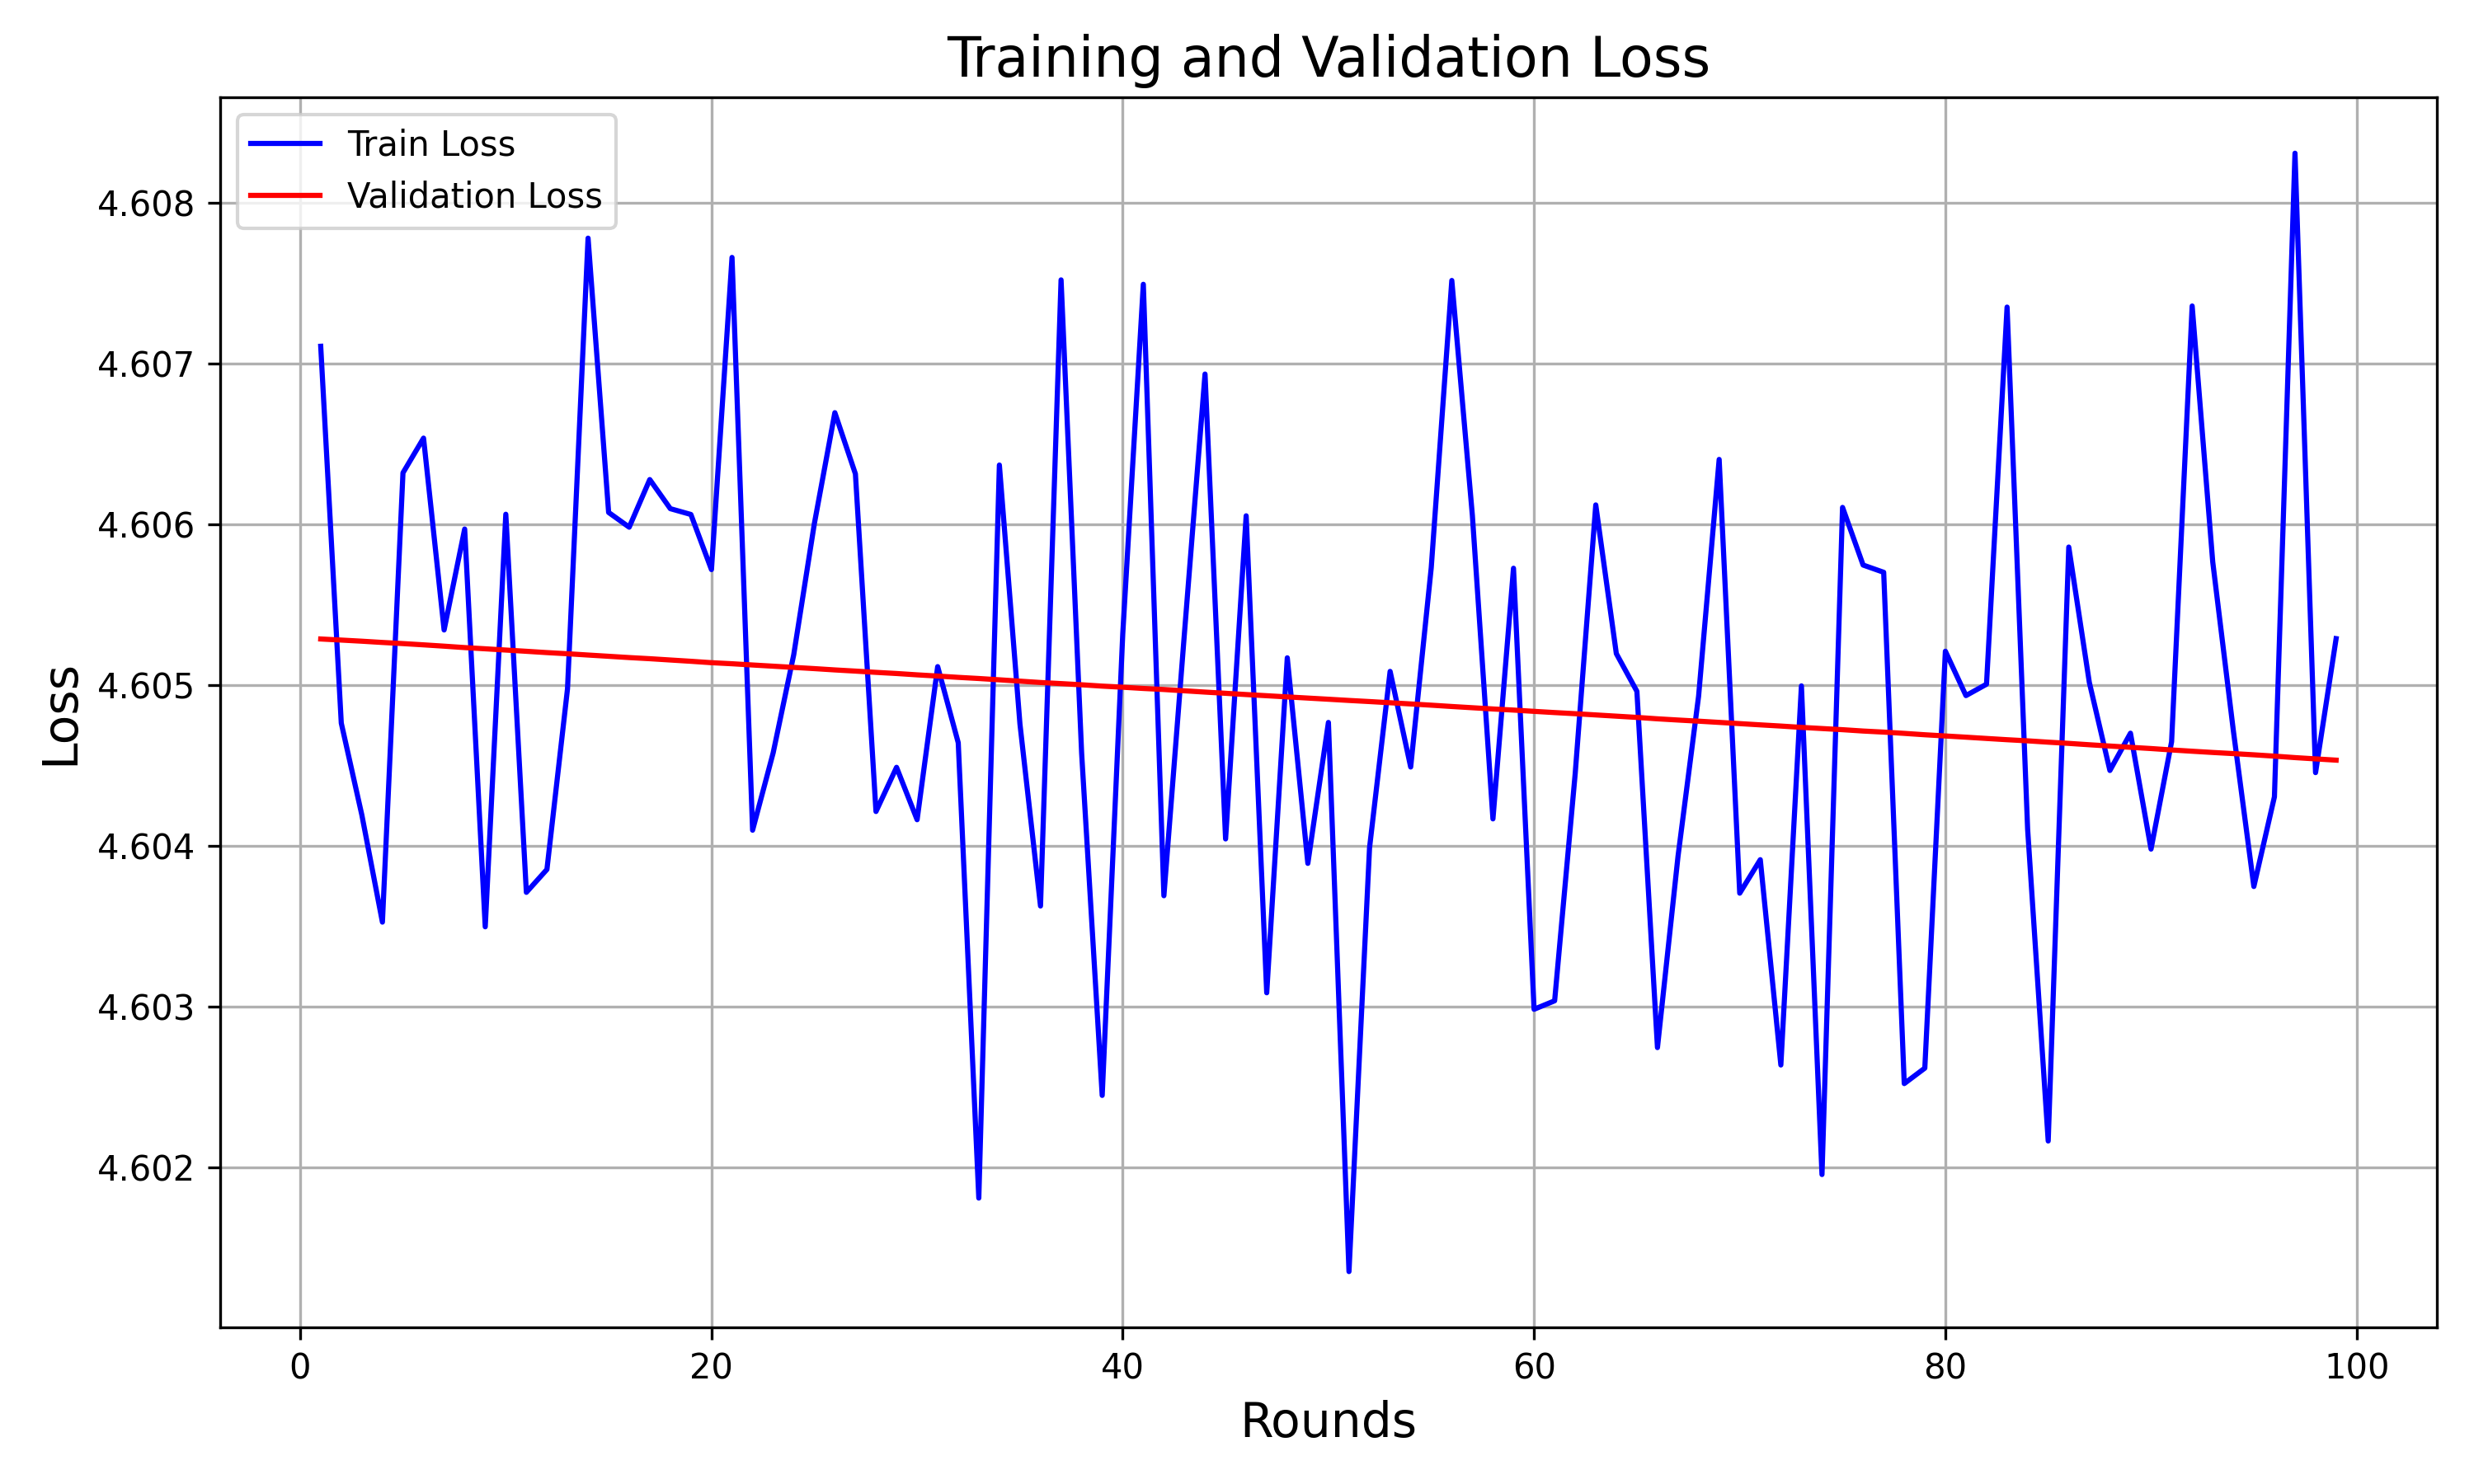 Training and Validation Loss
Train Loss
Validation Loss
4.608
4.607
4.606
4.605
4.604
4.603
4.602
Loss
0 20 40 60 80 100
Rounds